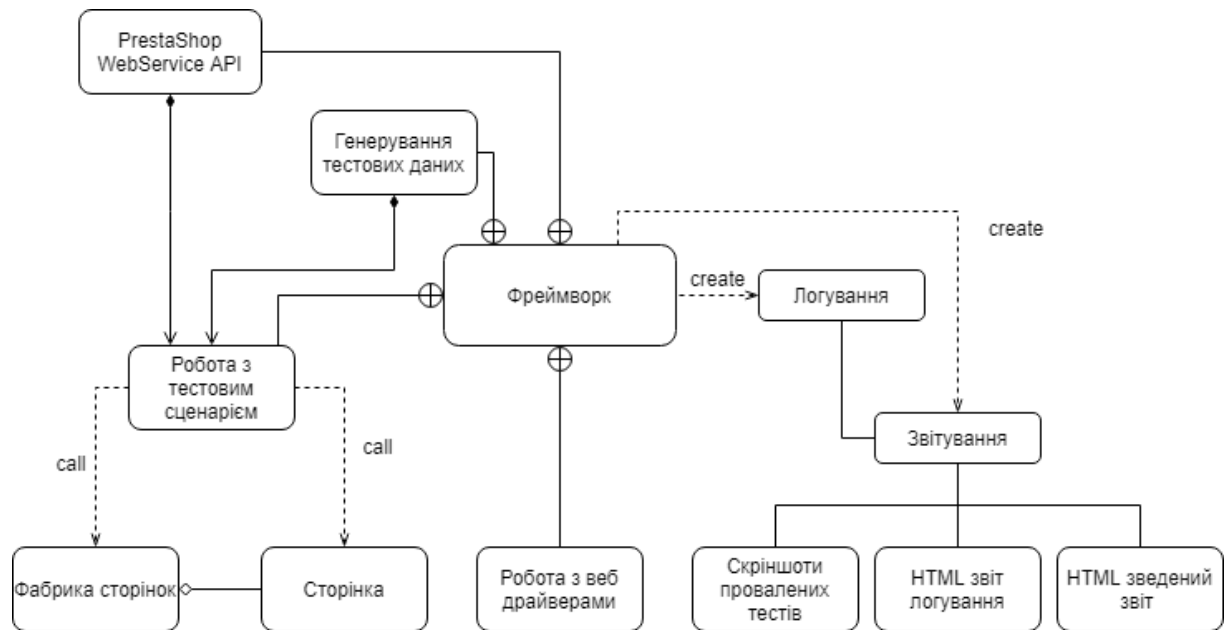 PrestaShop
WebService API
Генерування
тестових даних
create
Фреймворк
create
Логування
Робота з
тестовим
сценарієм
Звітування
call
call
Фабрика сторінок
Сторінка
Робота з веб
драйверами
Скріншоти
провалених
тестів
HTML звіт
логування
HTML зведений
звіт